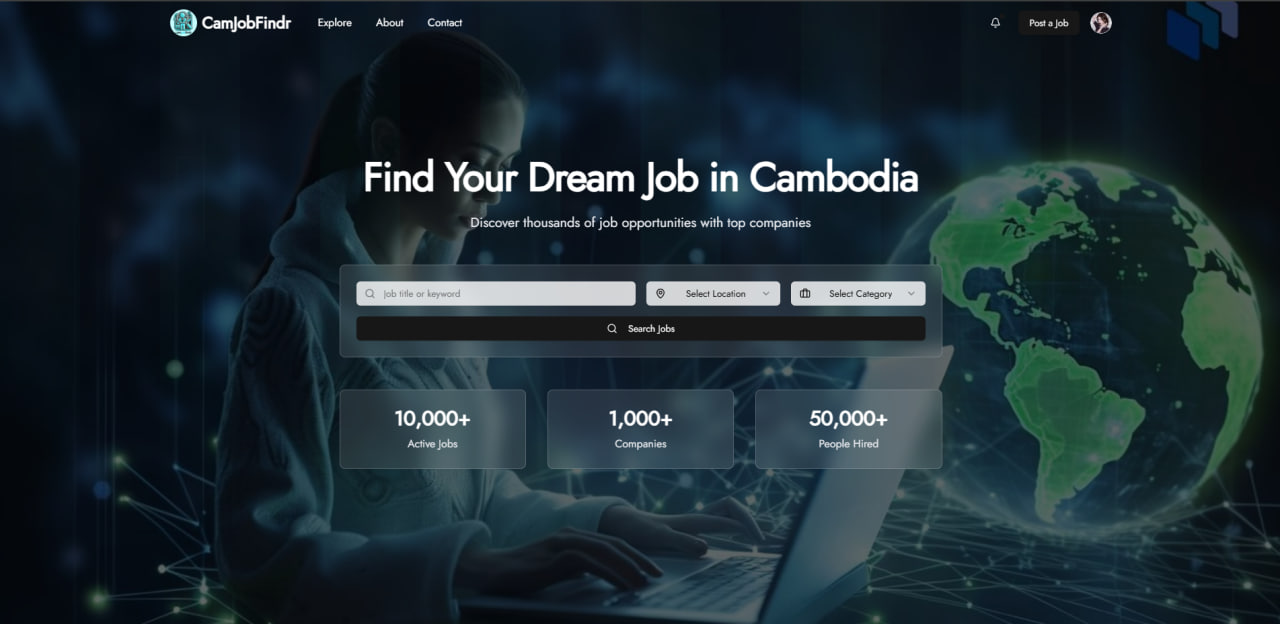 CamJobFindr
Explore
About
Contact
Post a Job
Find Your Dream Job in Cambodia
Discover thousands of job opportunities with top companies
Job title or keyword
Select Location
Select Category
Search Jobs
10,000+
Active Jobs
1,000+
Companies
50,000+
People Hired